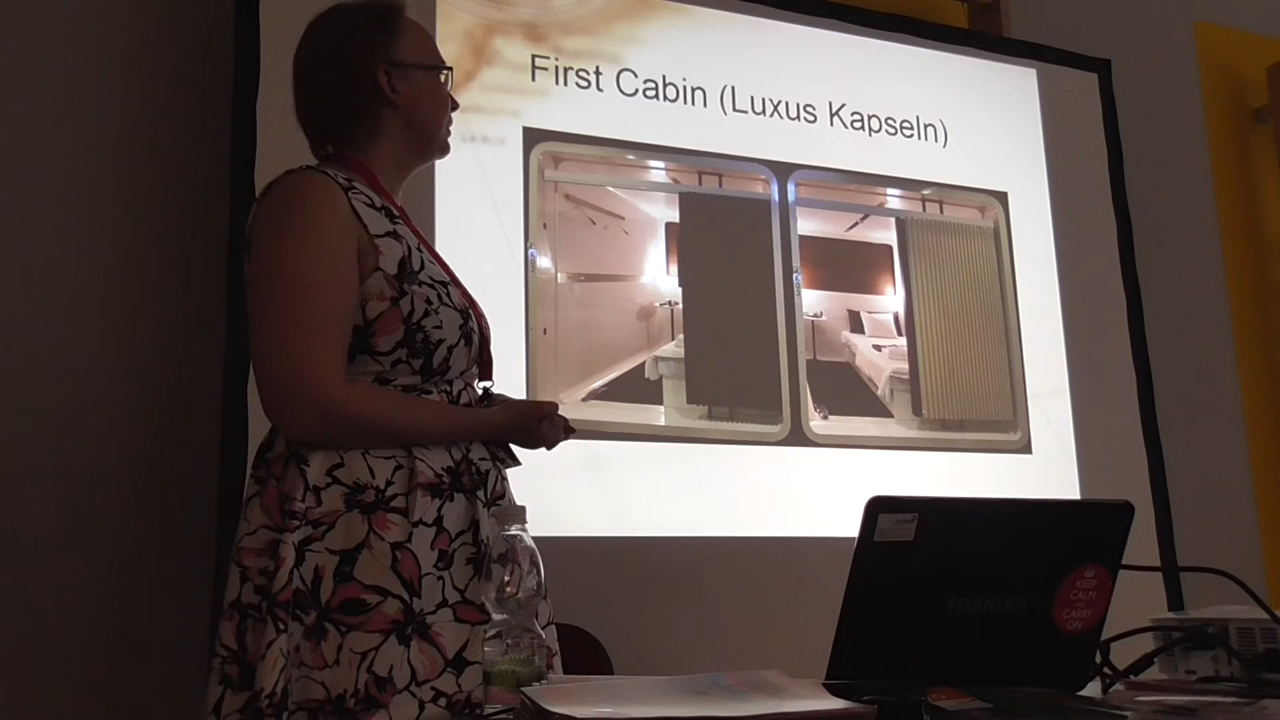 First Cabin (Luxus Kapseln)
TOSHIBA
KEEP
CALM
AND
CARRY
ON